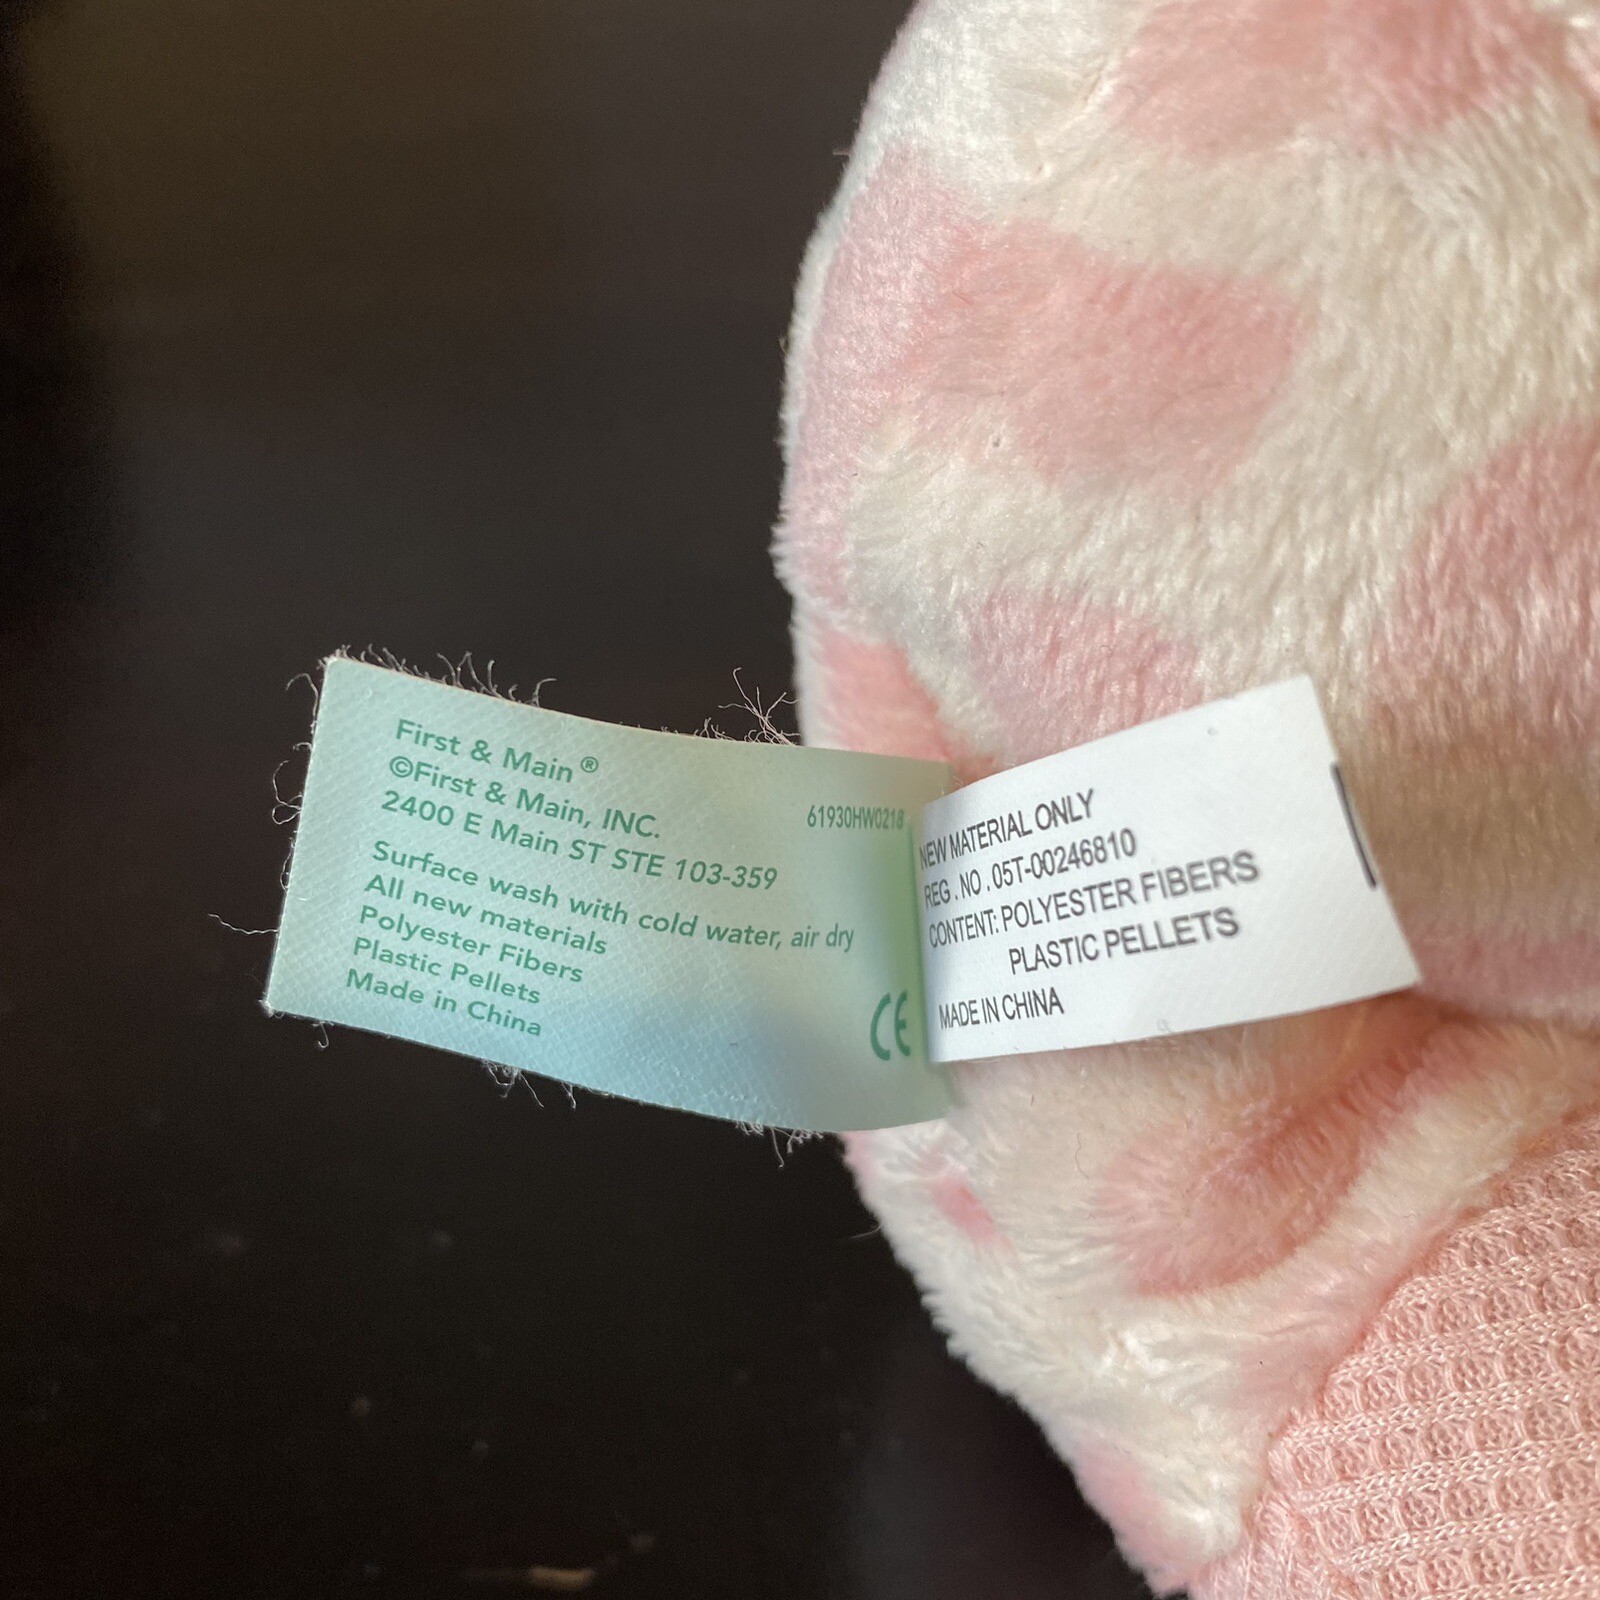 First & Main ®
©First & Main, INC.
2400 E Main ST STE 103-359
61930HW0218
Surface wash with cold water, air dry
All new materials
Polyester Fibers
Plastic Pellets
Made in China
CE
NEW MATERIAL ONLY
REG . NO . 05T-00246810
CONTENT: POLYESTER FIBERS
PLASTIC PELLETS
MADE IN CHINA